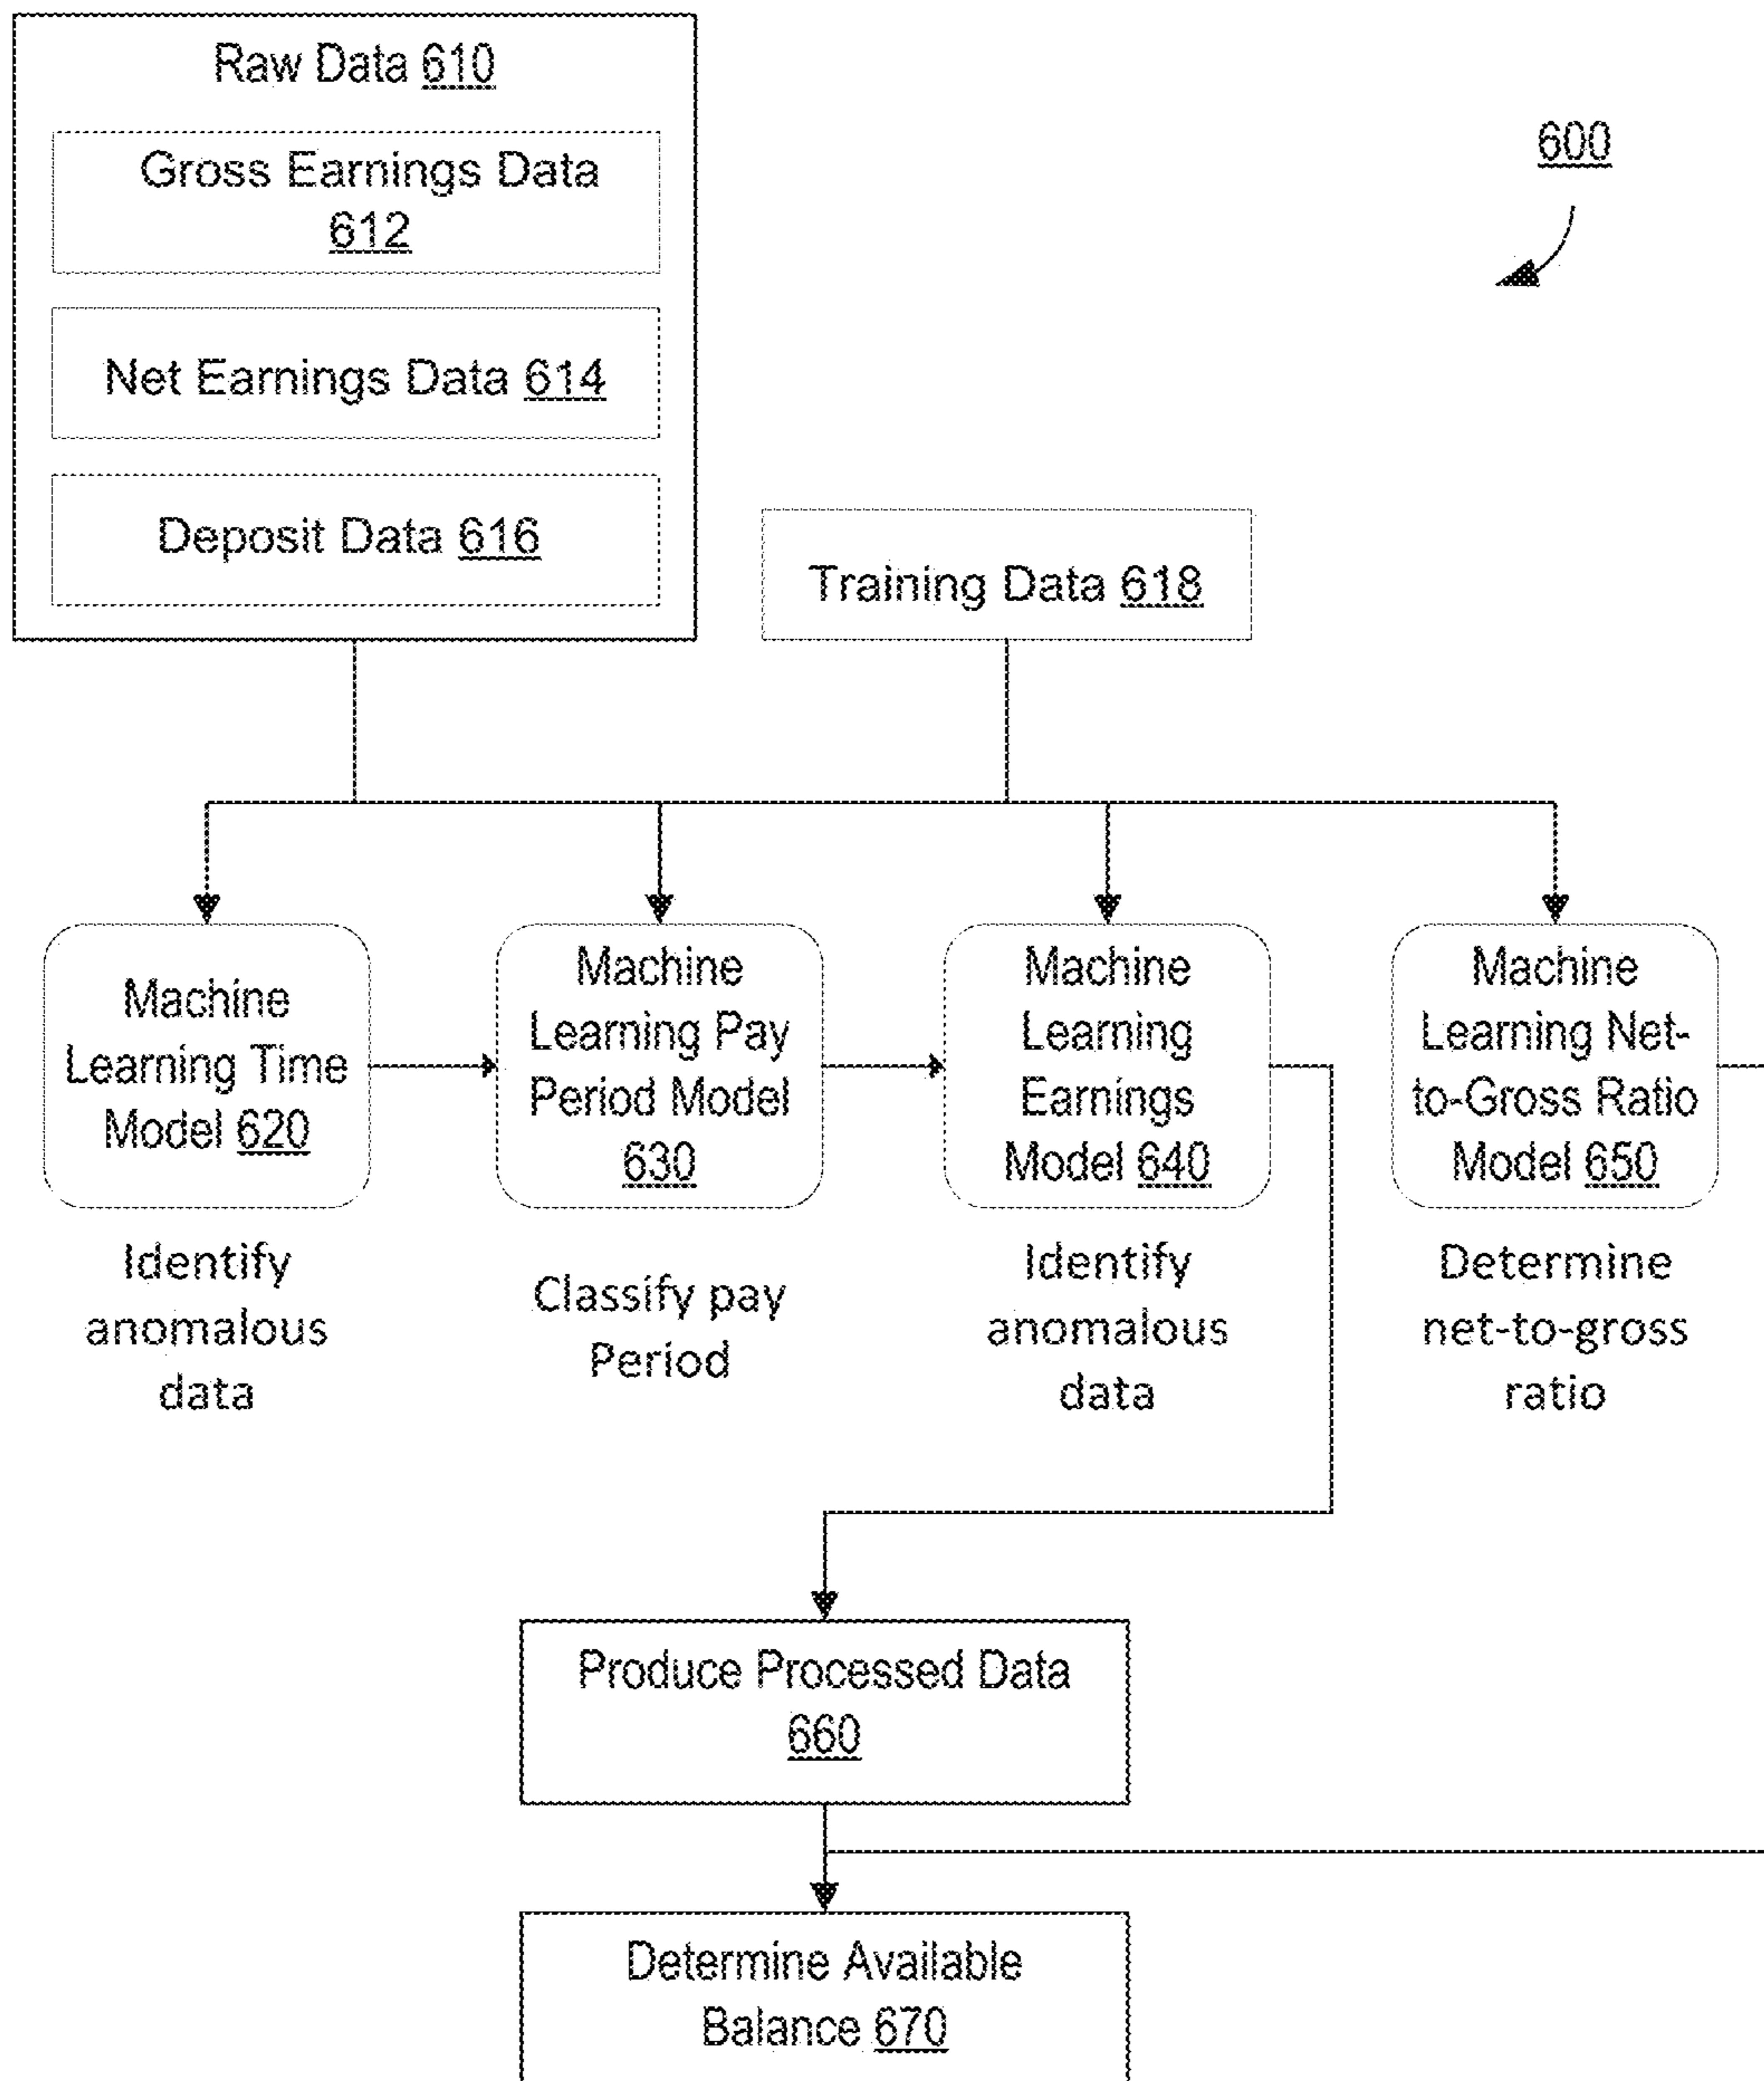 Raw Data 610
Gross Earnings Data
612
Net Earnings Data 614
Deposit Data 616
600
Training Data 618
Machine
Learning Time
Model 620
Machine
Learning Pay
Period Model
630
Machine
Learning
Earnings
Model 640
Machine
Learning Net-
to-Gross Ratio
Model 650
Identify
anomalous
data
Classify pay
Period
Identify
anomalous
data
Determine
net-to-gross
ratio
Produce Processed Data
660
Determine Available
Balance 670